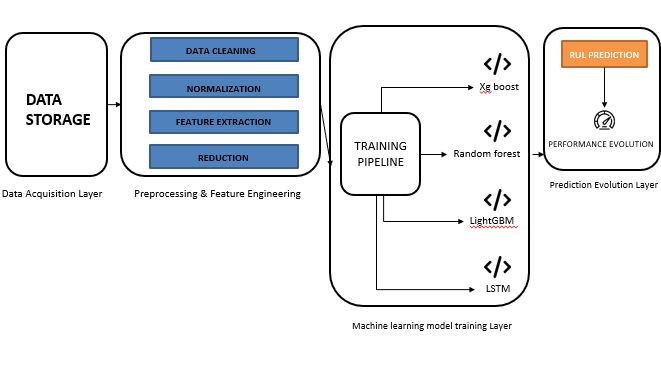 DATA
STORAGE
Data Acquisition Layer
DATA CLEANING
NORMALIZATION
FEATURE EXTRACTION
REDUCTION
Preprocessing & Feature Engineering
TRAINING
PIPELINE
</>
Xg boost
</>
Random forest
</>
LightGBM
</>
LSTM
Machine learning model training Layer
RUL PREDICTION
PERFORMANCE EVOLUTION
Prediction Evolution Layer